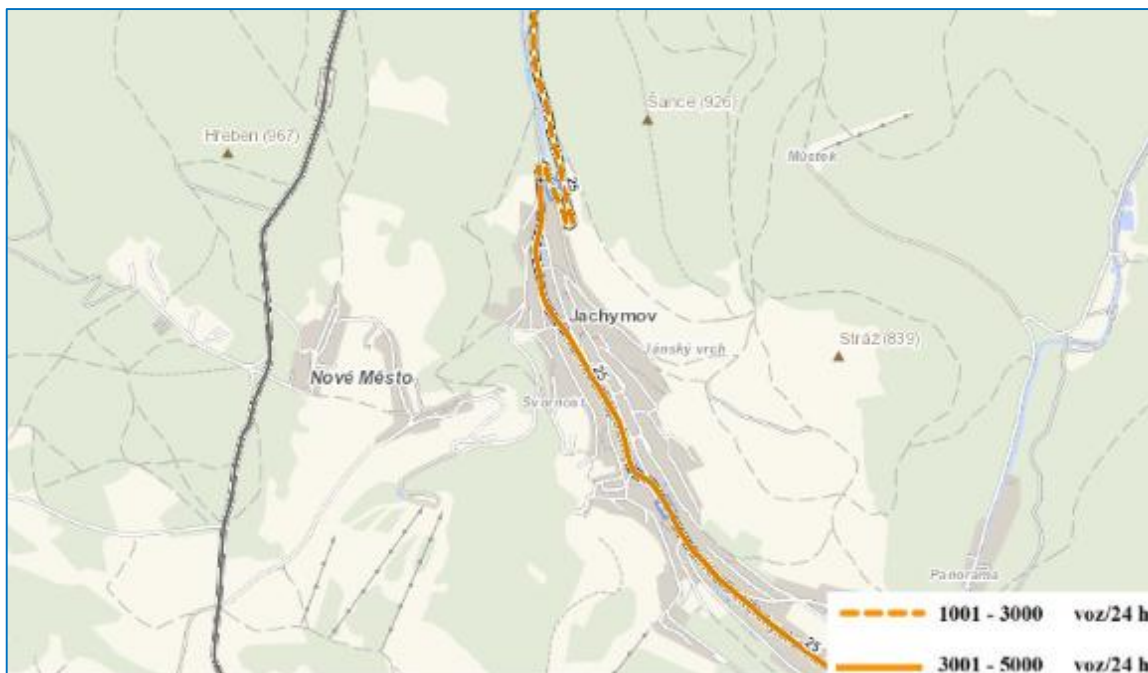 Šance (926)
Hřeben (967)
Můstek
25
Jáchymov
Jánský vrch
Stráž (839)
25
Nové Město
Svornost
Panorama
1001 - 3000 voz/24 h
25
3001 - 5000 voz/24 h